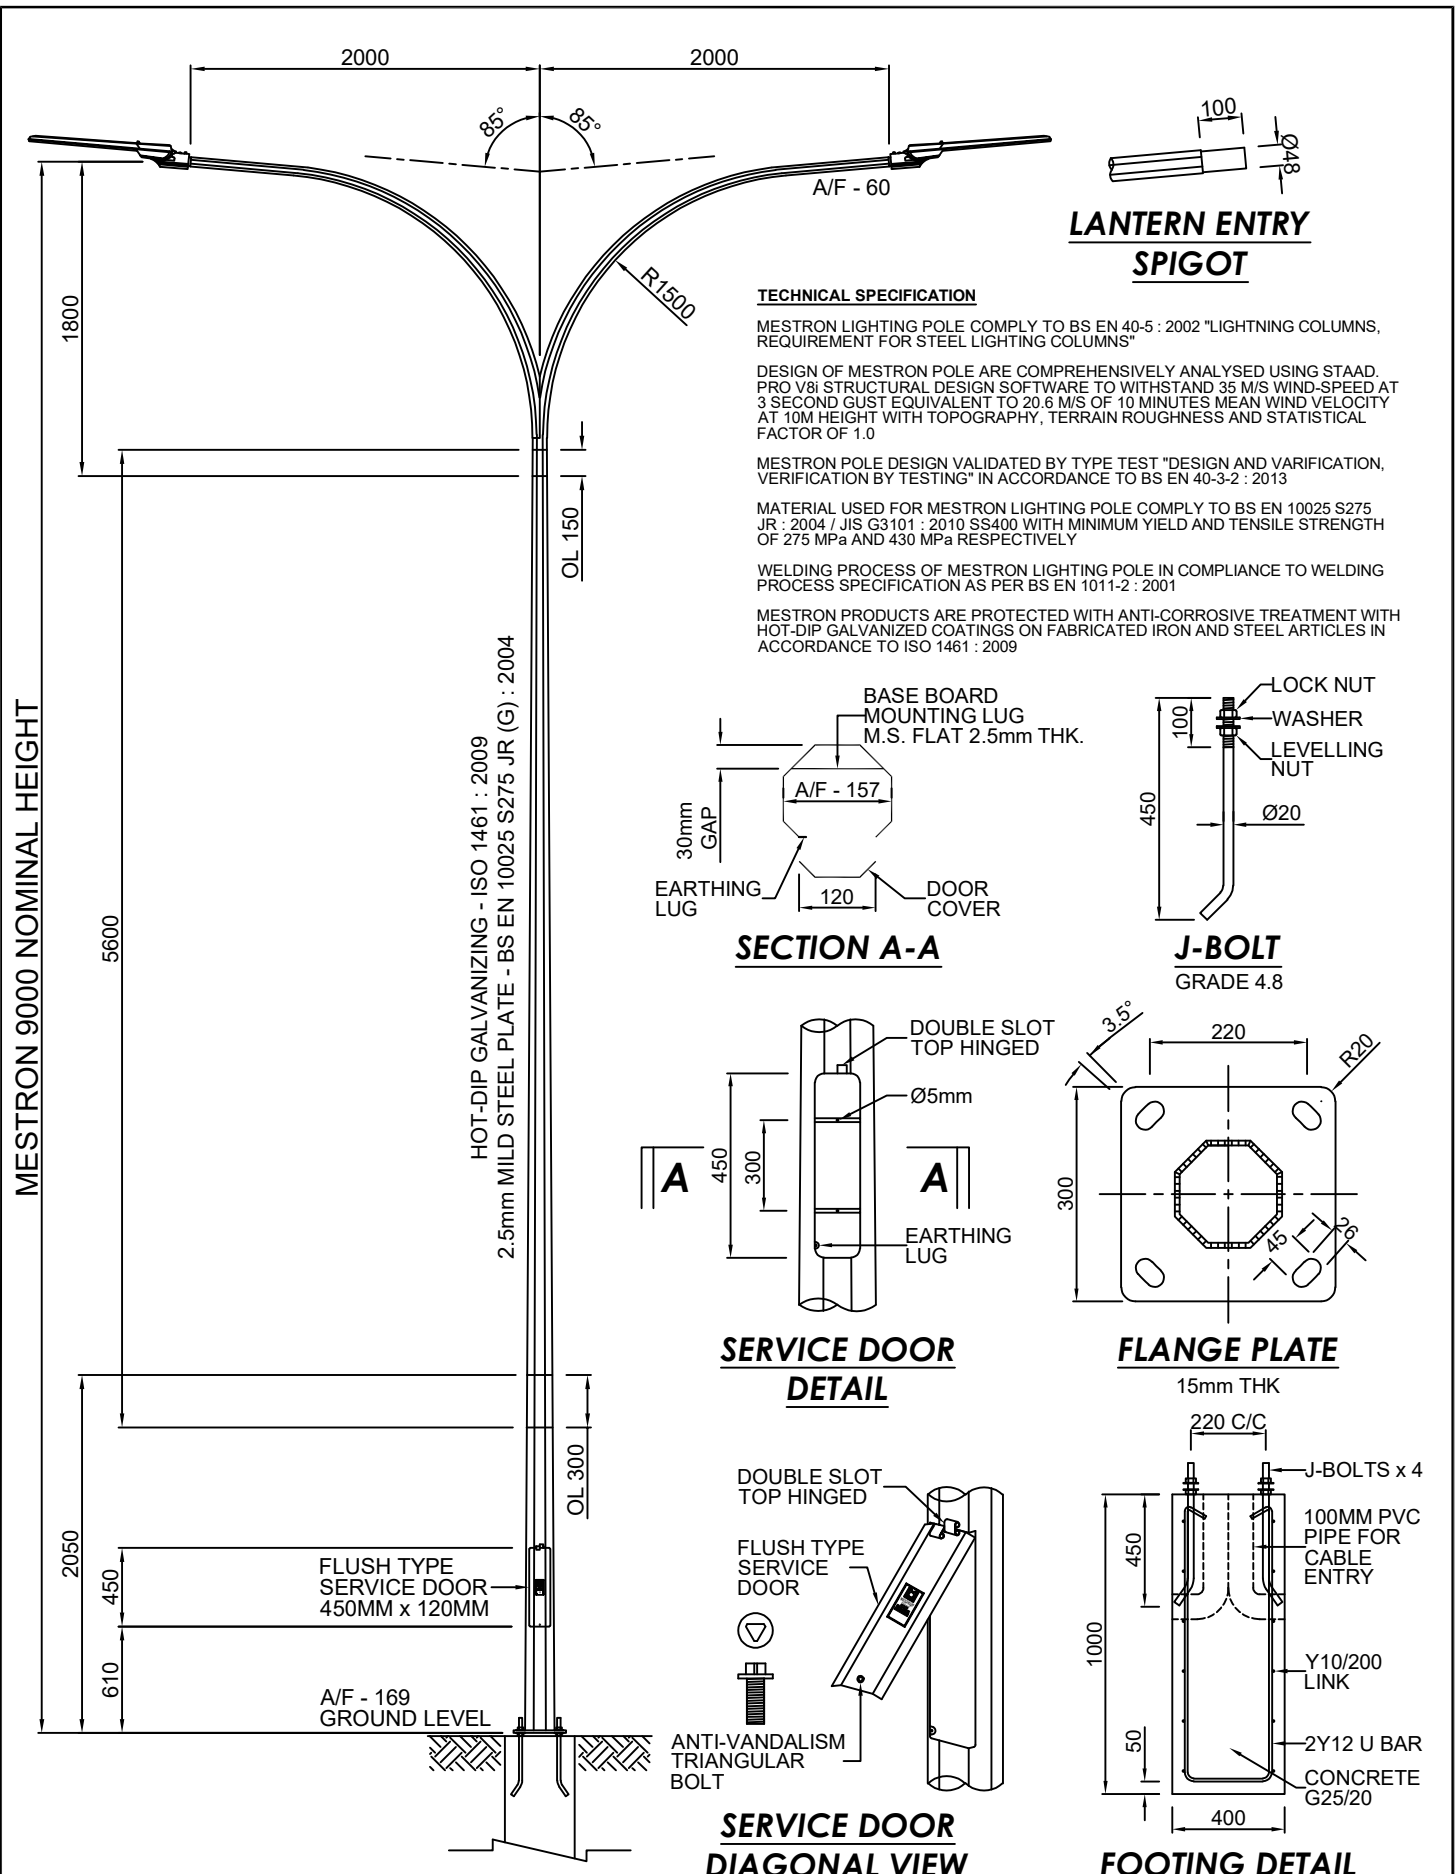 2000
2000
85°
85°
A/F - 60
R1500
1800
OL 150
5600
MESTRON 9000 NOMINAL HEIGHT
HOT-DIP GALVANIZING - ISO 1461 : 2009
2.5mm MILD STEEL PLATE - BS EN 10025 S275 JR (G) : 2004
OL 300
2050
450
610
FLUSH TYPE
SERVICE DOOR
450MM x 120MM
A/F - 169
GROUND LEVEL
100
Ø48
LANTERN ENTRY
SPIGOT
TECHNICAL SPECIFICATION
MESTRON LIGHTING POLE COMPLY TO BS EN 40-5 : 2002 "LIGHTNING COLUMNS,
REQUIREMENT FOR STEEL LIGHTING COLUMNS"
DESIGN OF MESTRON POLE ARE COMPREHENSIVELY ANALYSED USING STAAD.
PRO V8i STRUCTURAL DESIGN SOFTWARE TO WITHSTAND 35 M/S WIND-SPEED AT
3 SECOND GUST EQUIVALENT TO 20.6 M/S OF 10 MINUTES MEAN WIND VELOCITY
AT 10M HEIGHT WITH TOPOGRAPHY, TERRAIN ROUGHNESS AND STATISTICAL
FACTOR OF 1.0
MESTRON POLE DESIGN VALIDATED BY TYPE TEST "DESIGN AND VARIFICATION,
VERIFICATION BY TESTING" IN ACCORDANCE TO BS EN 40-3-2 : 2013
MATERIAL USED FOR MESTRON LIGHTING POLE COMPLY TO BS EN 10025 S275
JR : 2004 / JIS G3101 : 2010 SS400 WITH MINIMUM YIELD AND TENSILE STRENGTH
OF 275 MPa AND 430 MPa RESPECTIVELY
WELDING PROCESS OF MESTRON LIGHTING POLE IN COMPLIANCE TO WELDING
PROCESS SPECIFICATION AS PER BS EN 1011-2 : 2001
MESTRON PRODUCTS ARE PROTECTED WITH ANTI-CORROSIVE TREATMENT WITH
HOT-DIP GALVANIZED COATINGS ON FABRICATED IRON AND STEEL ARTICLES IN
ACCORDANCE TO ISO 1461 : 2009
BASE BOARD
MOUNTING LUG
M.S. FLAT 2.5mm THK.
A/F - 157
30mm
GAP
EARTHING
LUG
120
DOOR
COVER
SECTION A-A
LOCK NUT
WASHER
LEVELLING
NUT
100
450
Ø20
J-BOLT
GRADE 4.8
DOUBLE SLOT
TOP HINGED
Ø5mm
450
300
A
A
EARTHING
LUG
SERVICE DOOR
DETAIL
3.5°
220
R20
300
45
26
FLANGE PLATE
15mm THK
DOUBLE SLOT
TOP HINGED
FLUSH TYPE
SERVICE
DOOR
ANTI-VANDALISM
TRIANGULAR
BOLT
SERVICE DOOR
DIAGONAL VIEW
220 C/C
J-BOLTS x 4
100MM PVC
PIPE FOR
CABLE
ENTRY
450
1000
Y10/200
LINK
50
2Y12 U BAR
CONCRETE
G25/20
400
FOOTING DETAIL